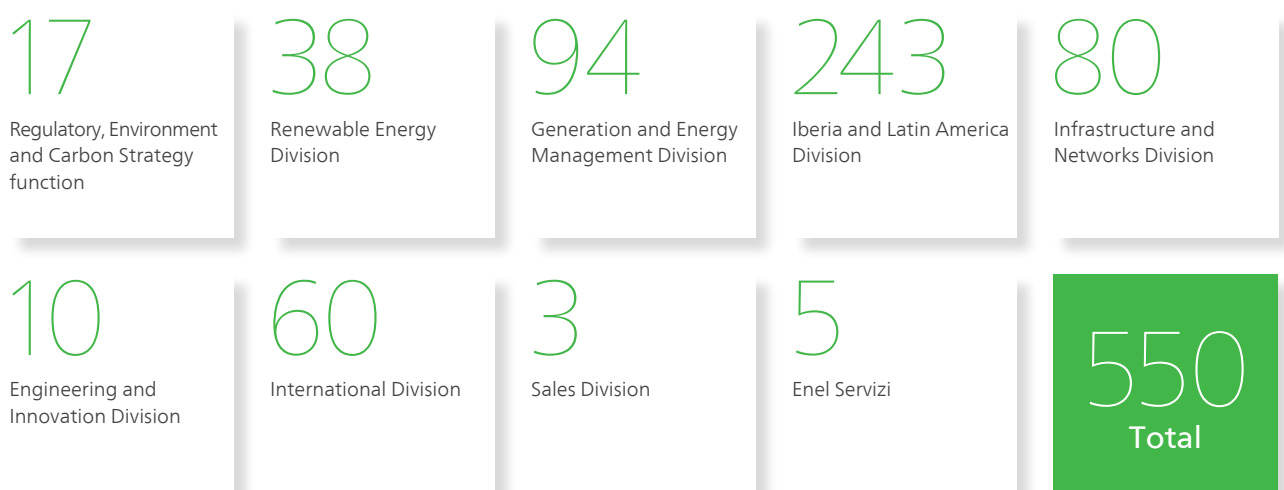 17
Regulatory, Environment
and Carbon Strategy
function
38
Renewable Energy
Division
94
Generation and Energy
Management Division
243
Iberia and Latin America
Division
80
Infrastructure and
Networks Division
10
Engineering and
Innovation Division
60
International Division
3
Sales Division
5
Enel Servizi
550
Total